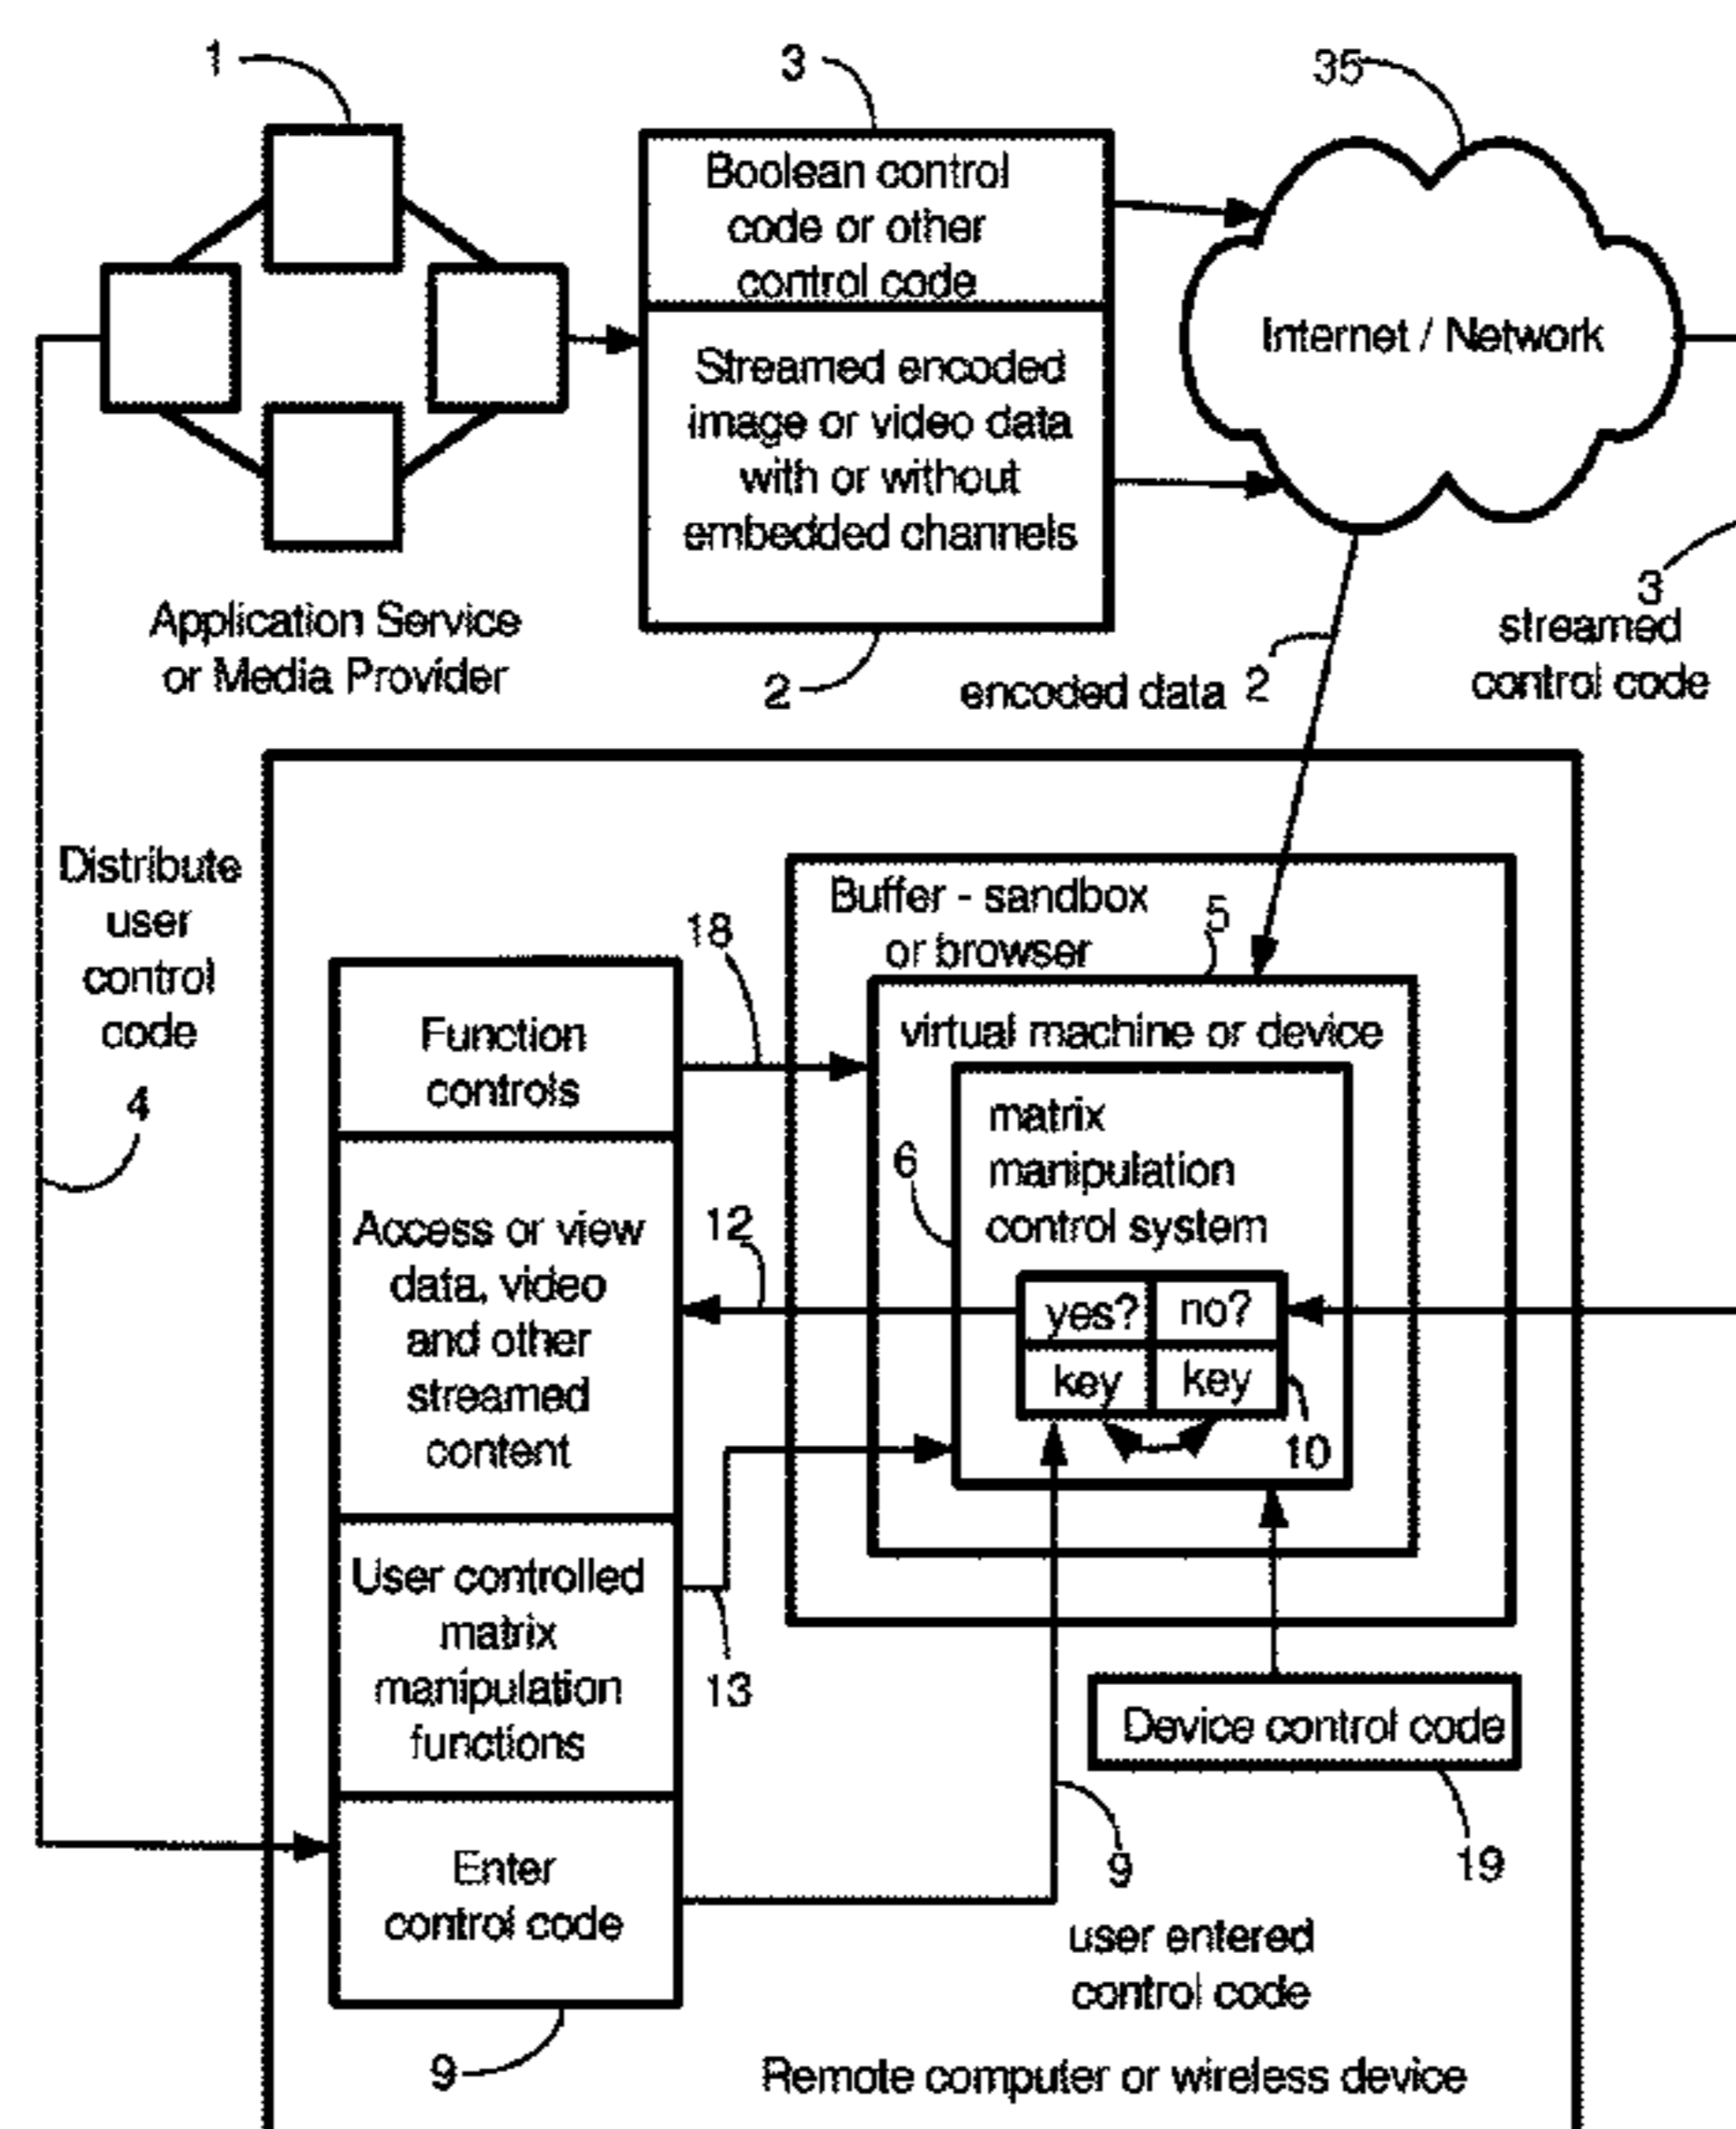 1
3
35
Boolean control
code or other
control code
Streamed encoded
image or video data
with or without
embedded channels
Internet / Network
Application Service
or Media Provider
2
encoded data
2
3
streamed
control code
Distribute
user
control
code
4
Buffer - sandbox
or browser
5
18
virtual machine or device
Function
controls
matrix
manipulation
control system
6
12
Access or view
data, video
and other
streamed
content
yes?
no?
key
key
10
User controlled
matrix
manipulation
functions
13
Device control code
19
9
Enter
control code
user entered
control code
9
Remote computer or wireless device